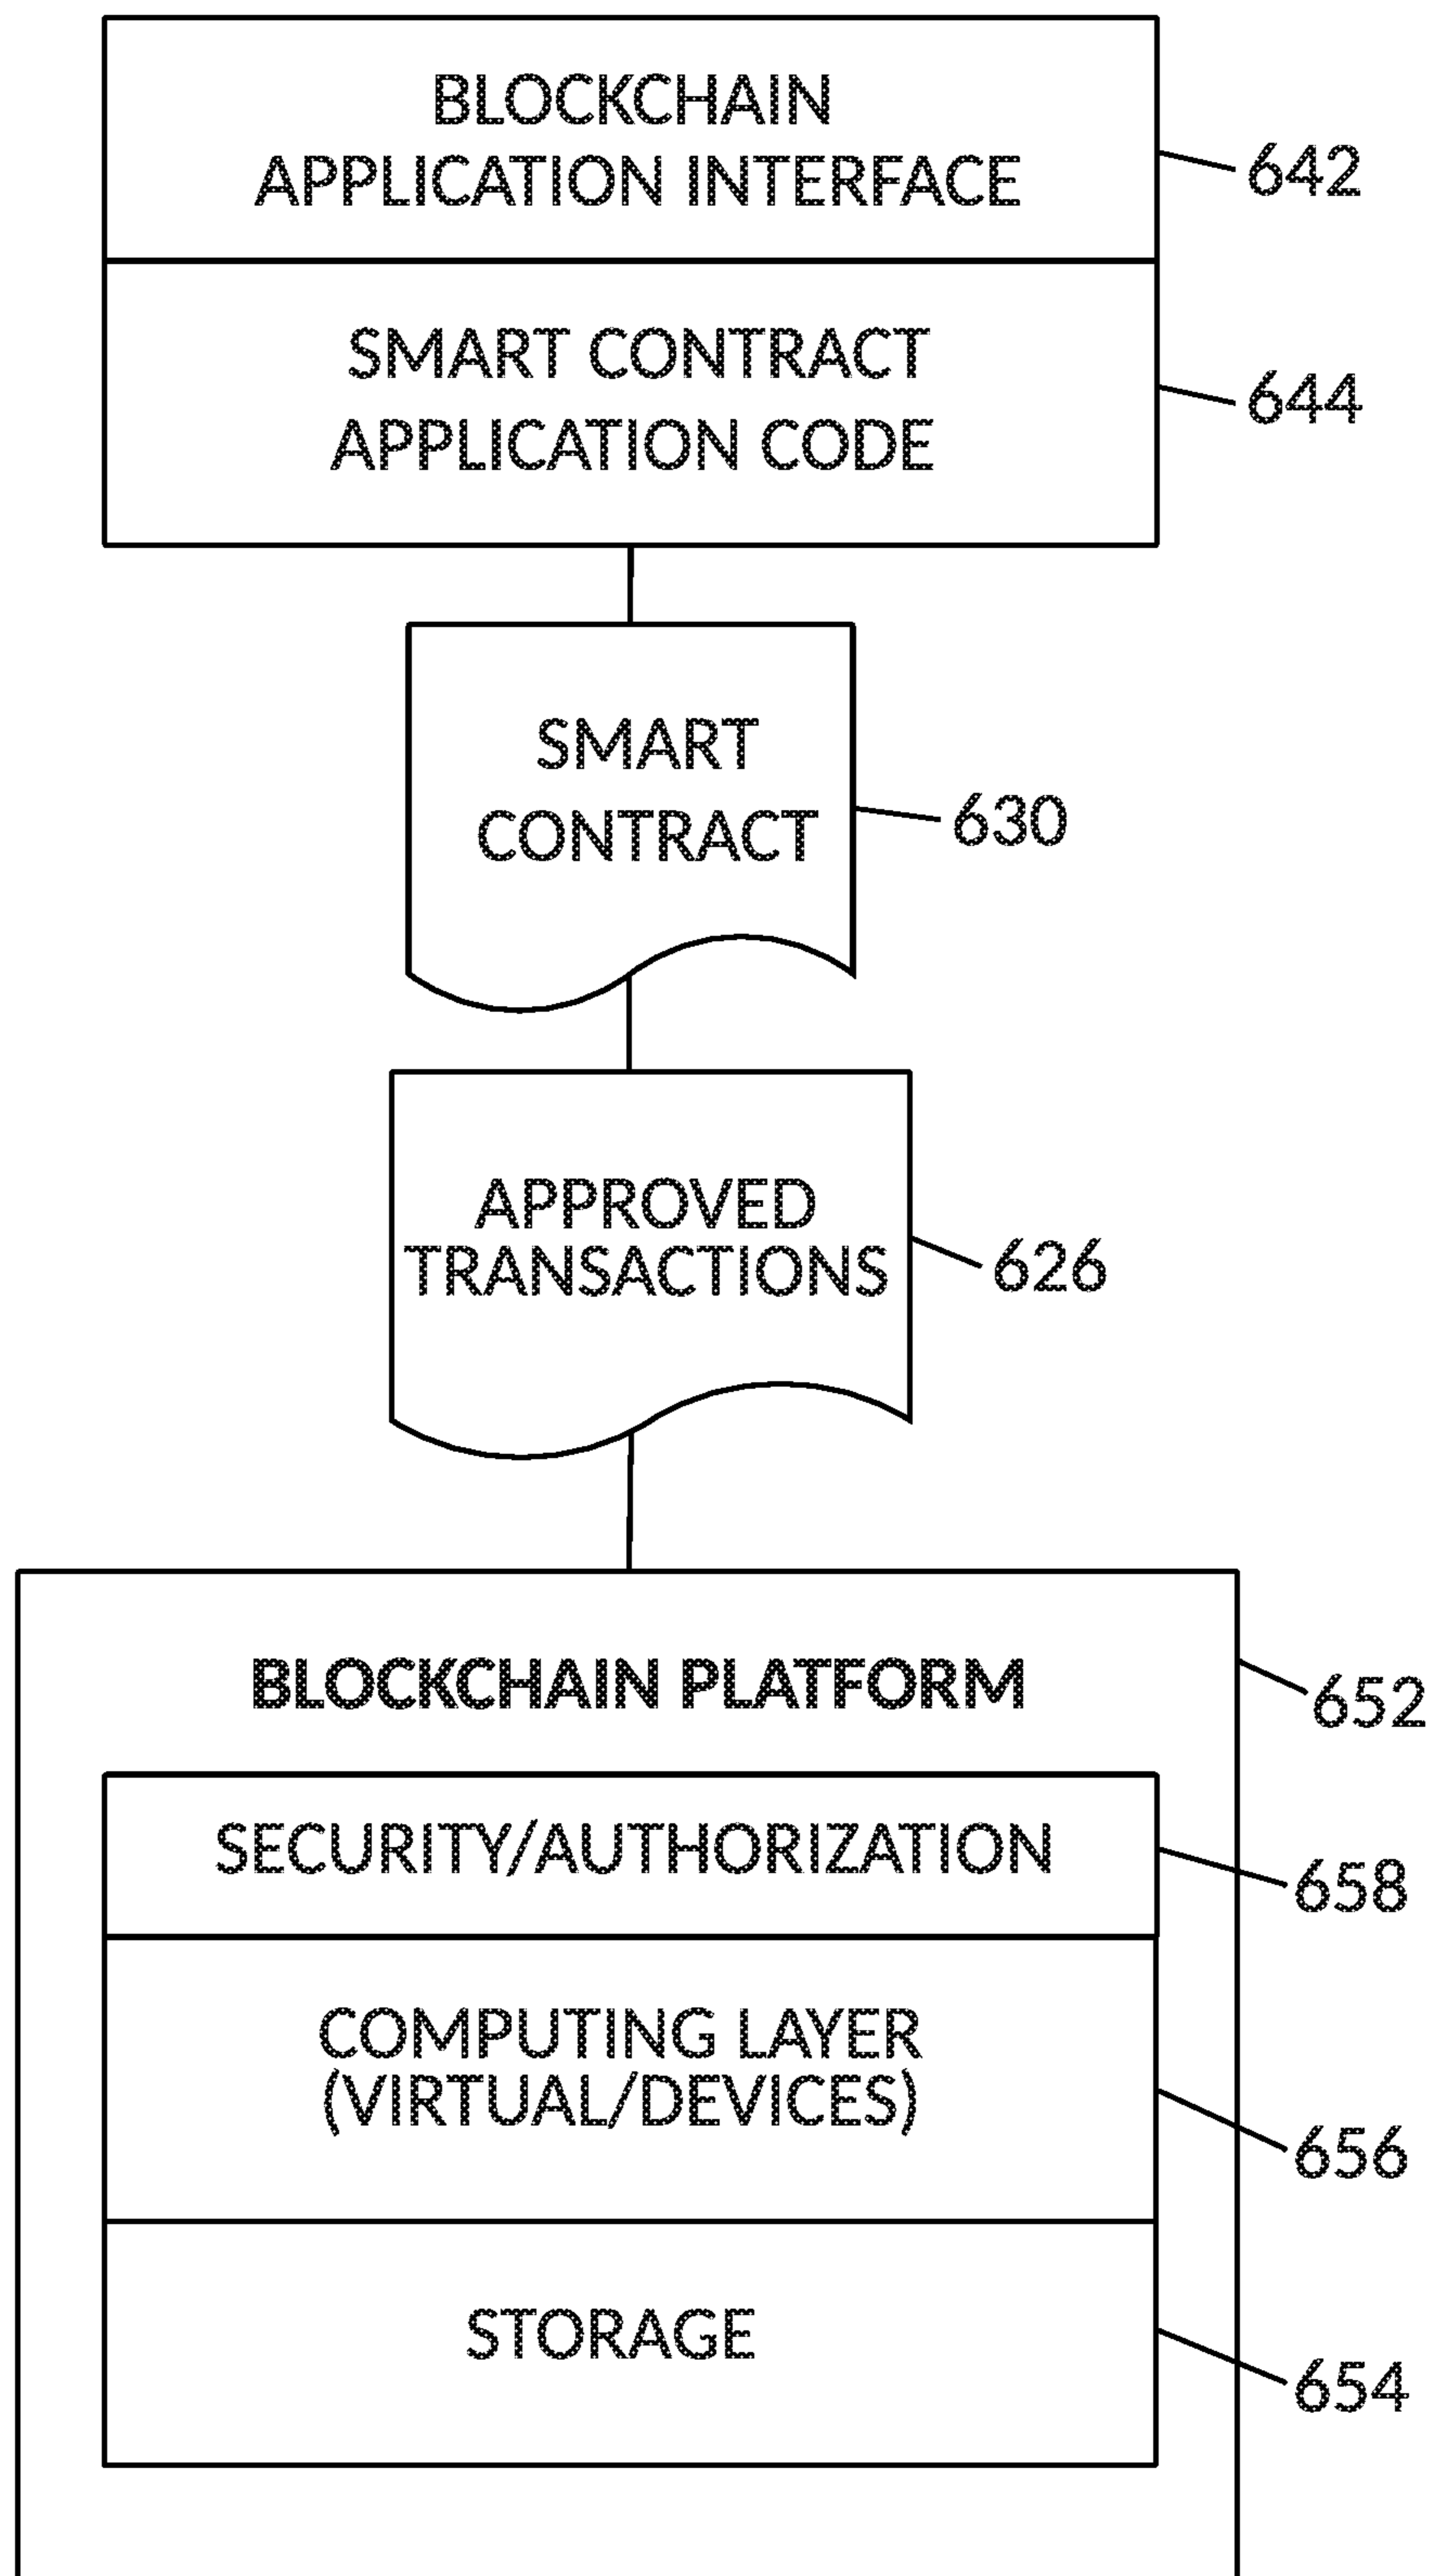 BLOCKCHAIN
APPLICATION INTERFACE
642
SMART CONTRACT
APPLICATION CODE
644
SMART
CONTRACT
630
APPROVED
TRANSACTIONS
626
BLOCKCHAIN PLATFORM
652
SECURITY/AUTHORIZATION
658
COMPUTING LAYER
(VIRTUAL/DEVICES)
656
STORAGE
654